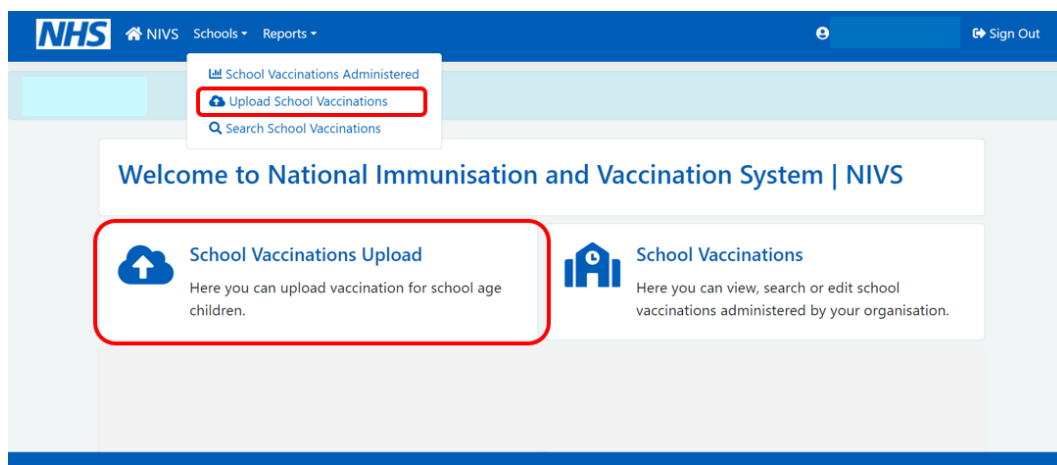 NHS NIVS Schools Reports Sign Out
School Vaccinations Administered
Upload School Vaccinations
Search School Vaccinations
Welcome to National Immunisation and Vaccination System | NIVS
School Vaccinations Upload
Here you can upload vaccination for school age
children.
School Vaccinations
Here you can view, search or edit school
vaccinations administered by your organisation.